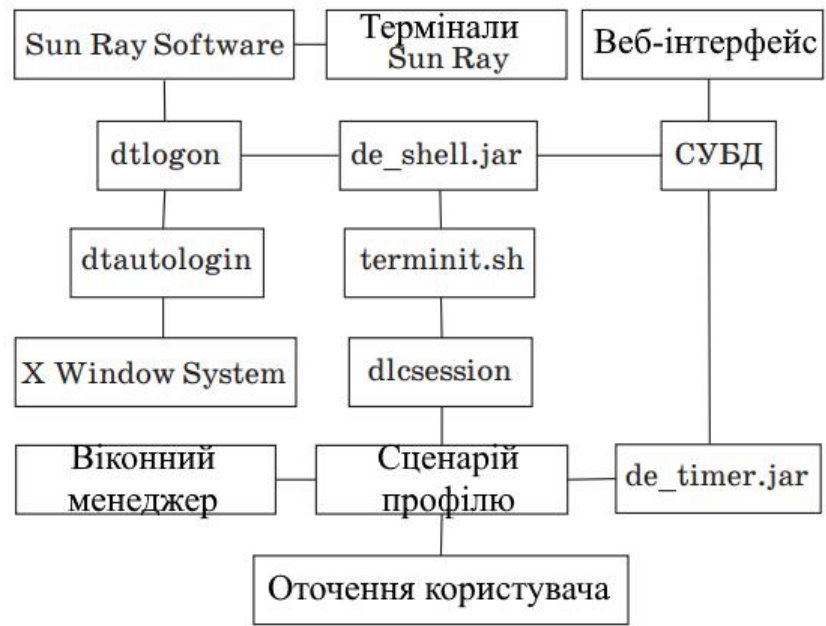 Sun Ray Software
Термінали
Sun Ray
Веб-інтерфейс
dtlogon
de_shell.jar
СУБД
dtautologin
terminit.sh
X Window System
dlcsession
Віконний
менеджер
Сценарій
профілю
de_timer.jar
Оточення користувача